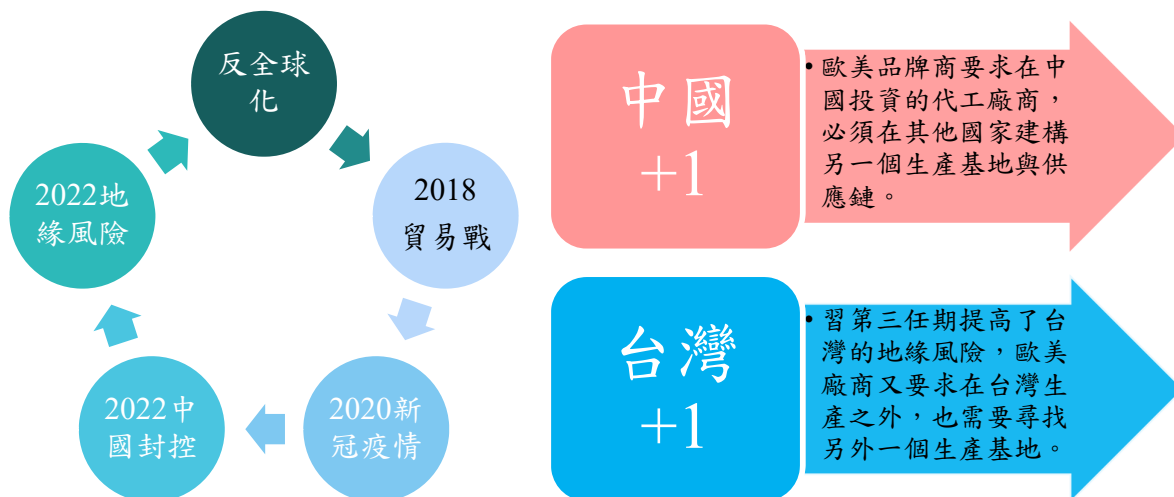 反全球
化
2018
貿易戰
2020新
冠疫情
2022中
國封控
2022地
緣風險
中國
+1
• 歐美品牌商要求在中
國投資的代工廠商，
必須在其他國家建構
另一個生產基地與供
應鏈。
台灣
+1
• 習第三任期提高了台
灣的地緣風險，歐美
廠商又要求在台灣生
產之外，也需要尋找
另外一個生產基地。